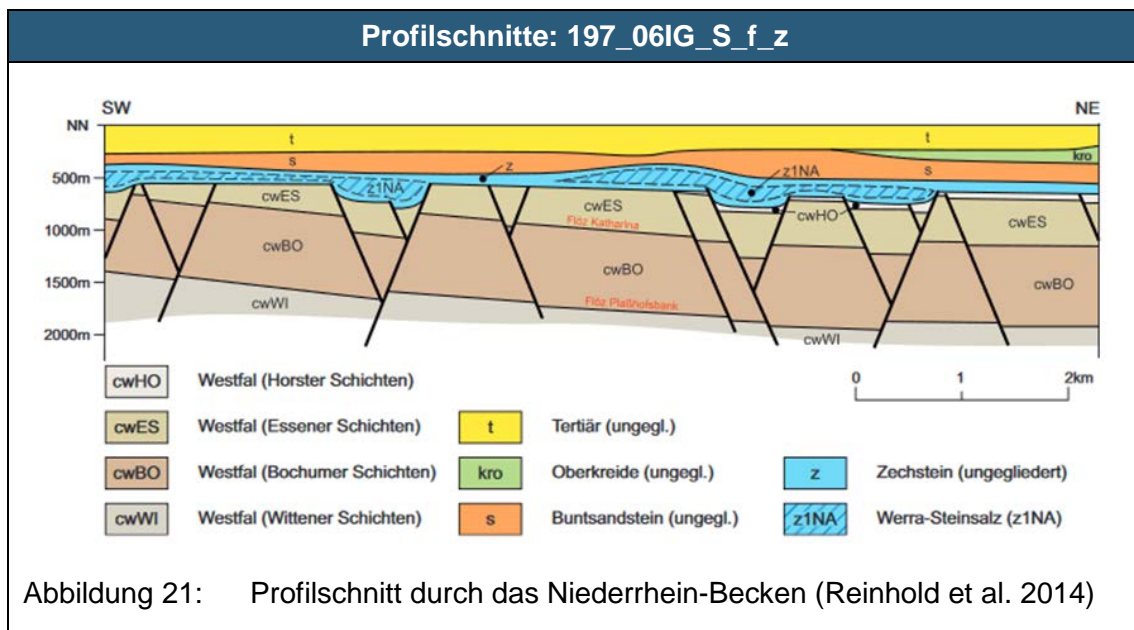 Profilschnitte: 197_06IG_S_f_z
SW NE
NN
t t
s kro
500m z z1NA s
z1NA
cwES cwES cwHO cwES
Flöz Katharina
1000m
cwBO cwBO cwBO
1500m
cwWI Flöz Plaßhofsbank
2000m cwWI
0 1 2km
cwHO Westfal (Horster Schichten)
cwES Westfal (Essener Schichten) t Tertiär (ungegl.)
cwBO Westfal (Bochumer Schichten) kro Oberkreide (ungegl.) z Zechstein (ungegliedert)
cwWI Westfal (Wittener Schichten) s Buntsandstein (ungegl.) z1NA Werra-Steinsalz (z1NA)
Abbildung 21: Profilschnitt durch das Niederrhein-Becken (Reinhold et al. 2014)